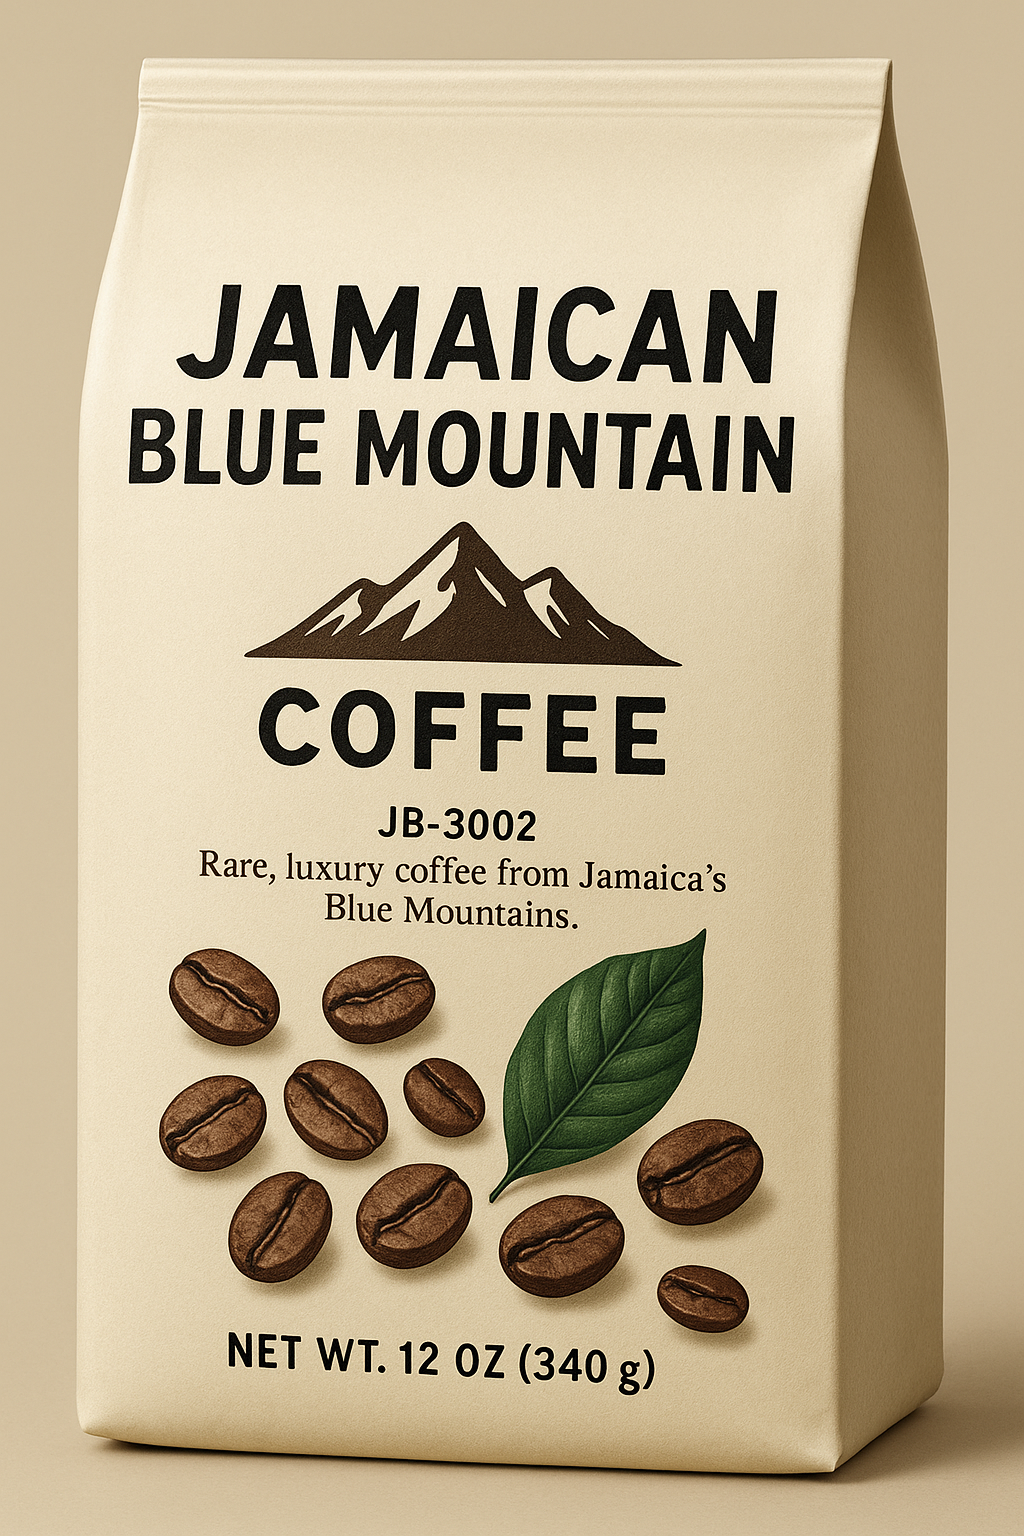 JAMAICAN
BLUE MOUNTAIN
COFFEE
JB-3002
Rare, luxury coffee from Jamaica's
Blue Mountains.
NET WT. 12 OZ (340 g)